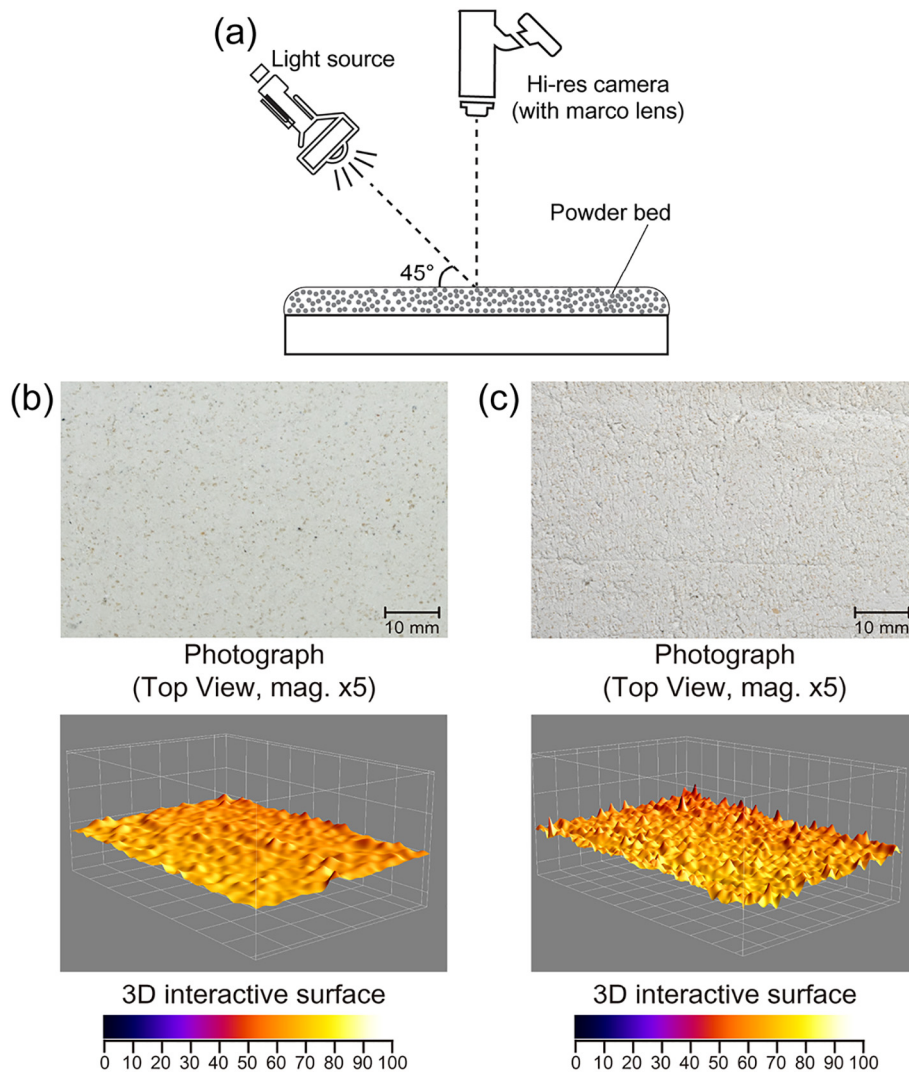 (a)
Light source
Hi-res camera
(with marco lens)
Powder bed
45°
(b)
(c)
10 mm
10 mm
Photograph
(Top View, mag. x5)
Photograph
(Top View, mag. x5)
3D interactive surface
3D interactive surface
0 10 20 30 40 50 60 70 80 90 100
0 10 20 30 40 50 60 70 80 90 100